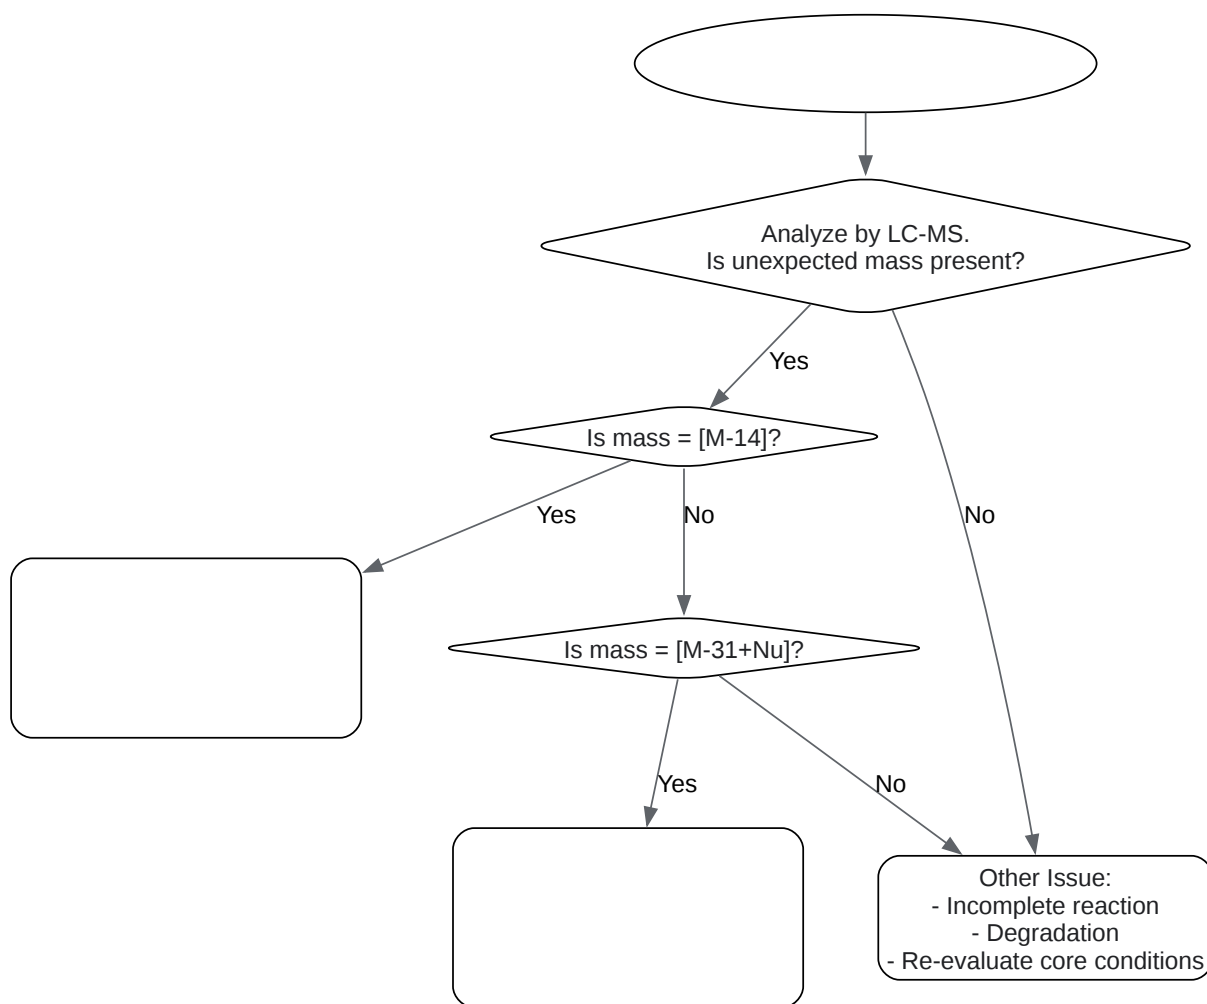 Analyze by LC-MS.
Is unexpected mass present?
Yes
Is mass = [M-14]?
Yes
No
No
Is mass = [M-31+Nu]?
Yes
No
Other Issue:
- Incomplete reaction
- Degradation
- Re-evaluate core conditions